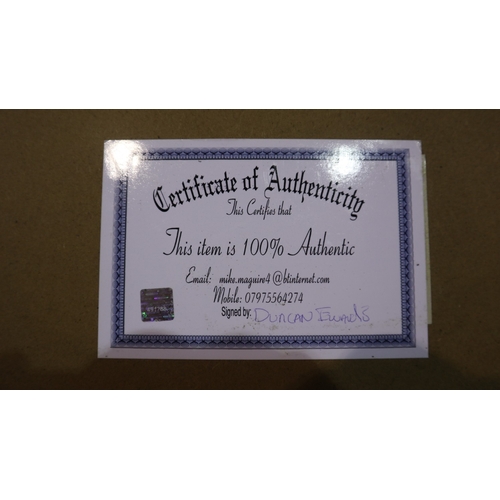 Certificate of Authenticity
This Certifies that
This item is 100% Authentic
Email: mike.maguire4@btinternet.com
Mobile: 07975564274
Signed by: DUNCAN EDWARDS